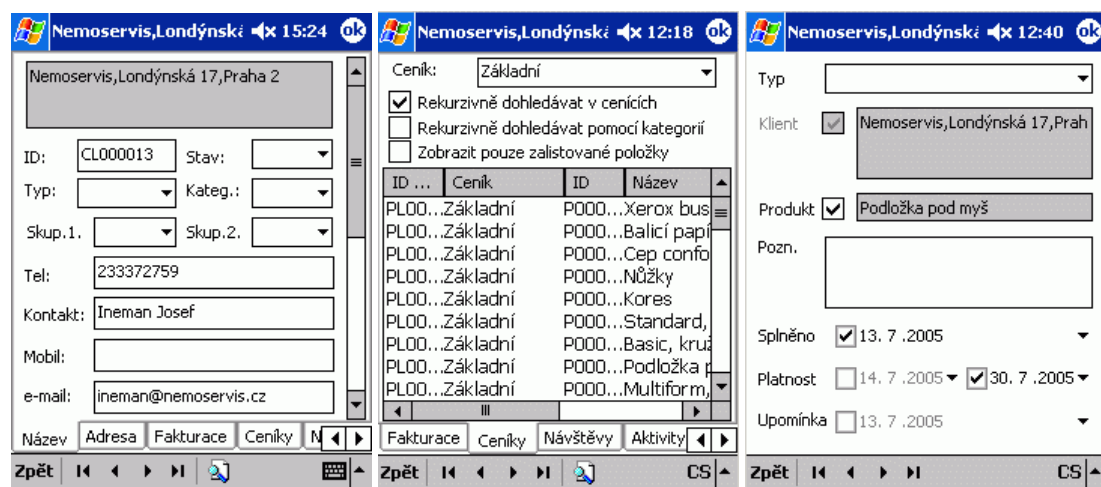 Nemoservis,Londýnské 15:24 ok
Nemoservis,Londýnská 17,Praha 2
ID: CL000013 Stav:
Typ: Kateg.:
Skup.1. Skup.2.
Tel: 233372759
Kontakt: Ineman Josef
Mobil:
e-mail: ineman@nemoservis.cz
Název Adresa Fakturace Ceníky N
Zpět
Nemoservis,Londýnské 12:18 ok
Ceník: Základní
Rekurzivně dohledávat v cenících
Rekurzivně dohledávat pomocí kategorií
Zobrazit pouze zalistované položky
ID ... Ceník ID Název
PL00...Základní P000...Xerox bus
PL00...Základní P000...Balicí papí
PL00...Základní P000...Cep confo
PL00...Základní P000...Nůžky
PL00...Základní P000...Kores
PL00...Základní P000...Standard,
PL00...Základní P000...Basic, kruž
PL00...Základní P000...Podložka p
PL00...Základní P000...Multiform,
Fakturace Ceníky Návštěvy Aktivity
Zpět CS
Nemoservis,Londýnské 12:40 ok
Typ
Klient Nemoservis,Londýnská 17,Prah
Produkt Podložka pod myš
Pozn.
Splněno 13. 7 .2005
Platnost 14. 7 .2005 30. 7 .2005
Upomínka 13. 7 .2005
Zpět CS